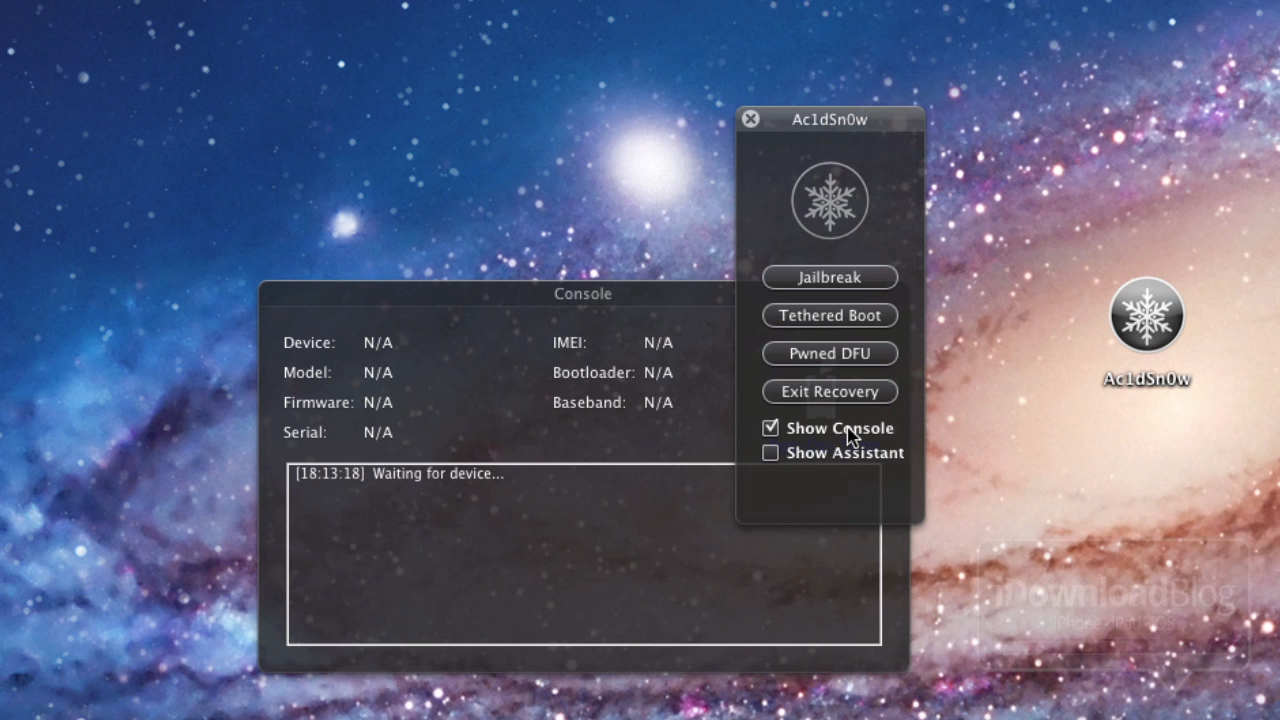 Ac1dSn0w
Jailbreak
Tethered Boot
Pwned DFU
Exit Recovery
Show Console
Show Assistant
Console
Device: N/A
Model: N/A
Firmware: N/A
Serial: N/A
IMEI: N/A
Bootloader: N/A
Baseband: N/A
[18:13:18] Waiting for device...
Ac1dSn0w
iDownloadBlog